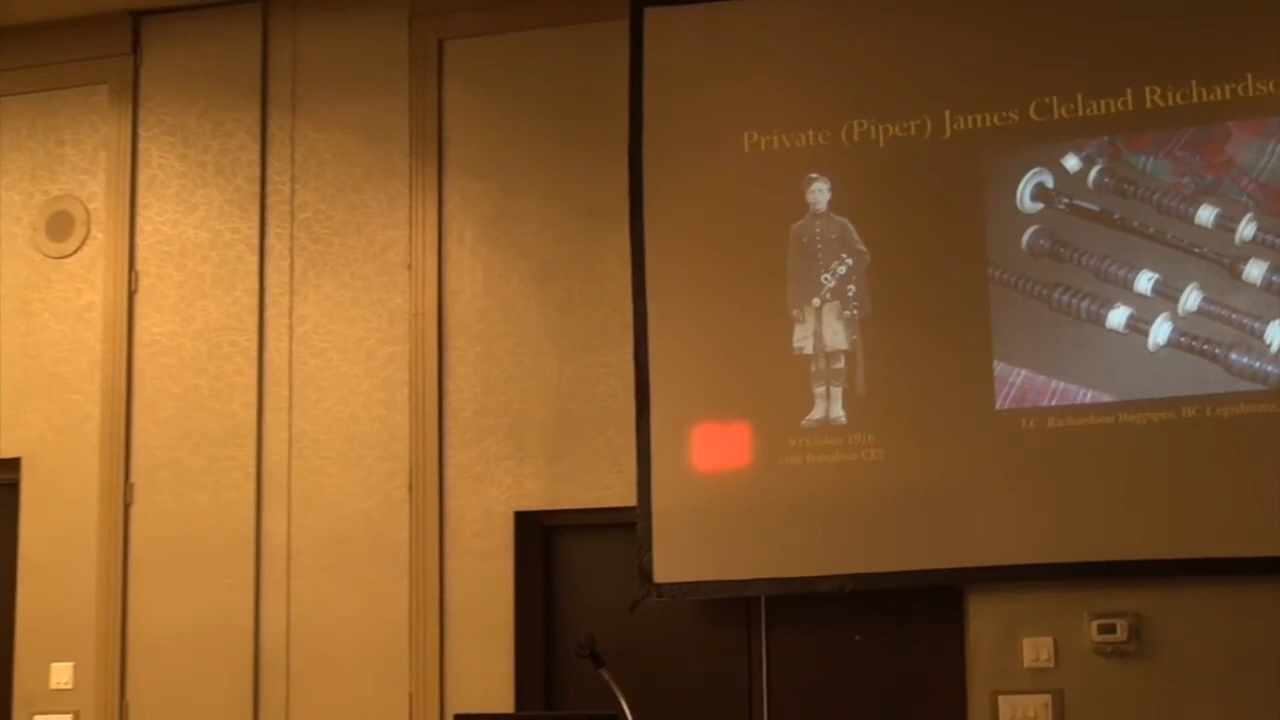 Private (Piper) James Cleland Richardso
9 October 1916
16th Battalion CEF
J.C. Richardson Bagpipes, BC Legislature